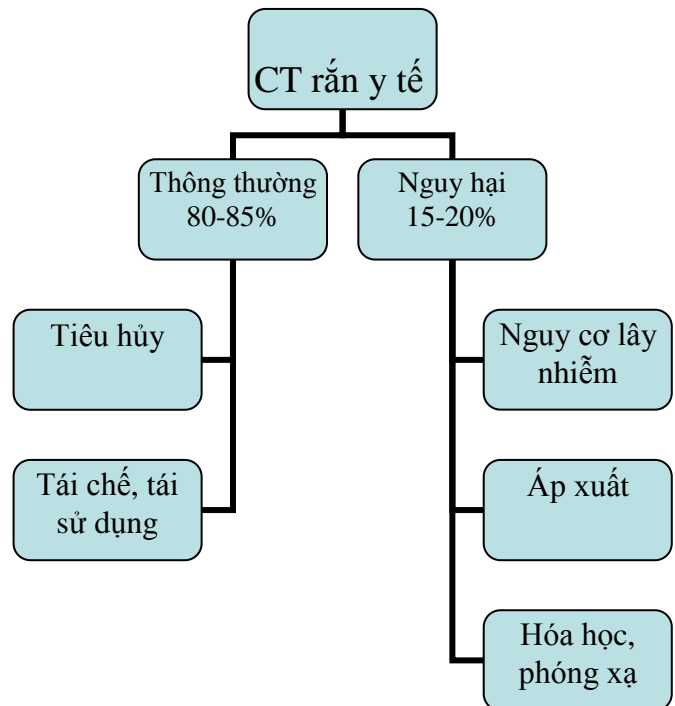 CT rắn y tế
Thông thường
80-85%
Nguy hại
15-20%
Tiêu hủy
Nguy cơ lây
nhiễm
Tái chế, tái
sử dụng
Áp xuất
Hóa học,
phóng xạ